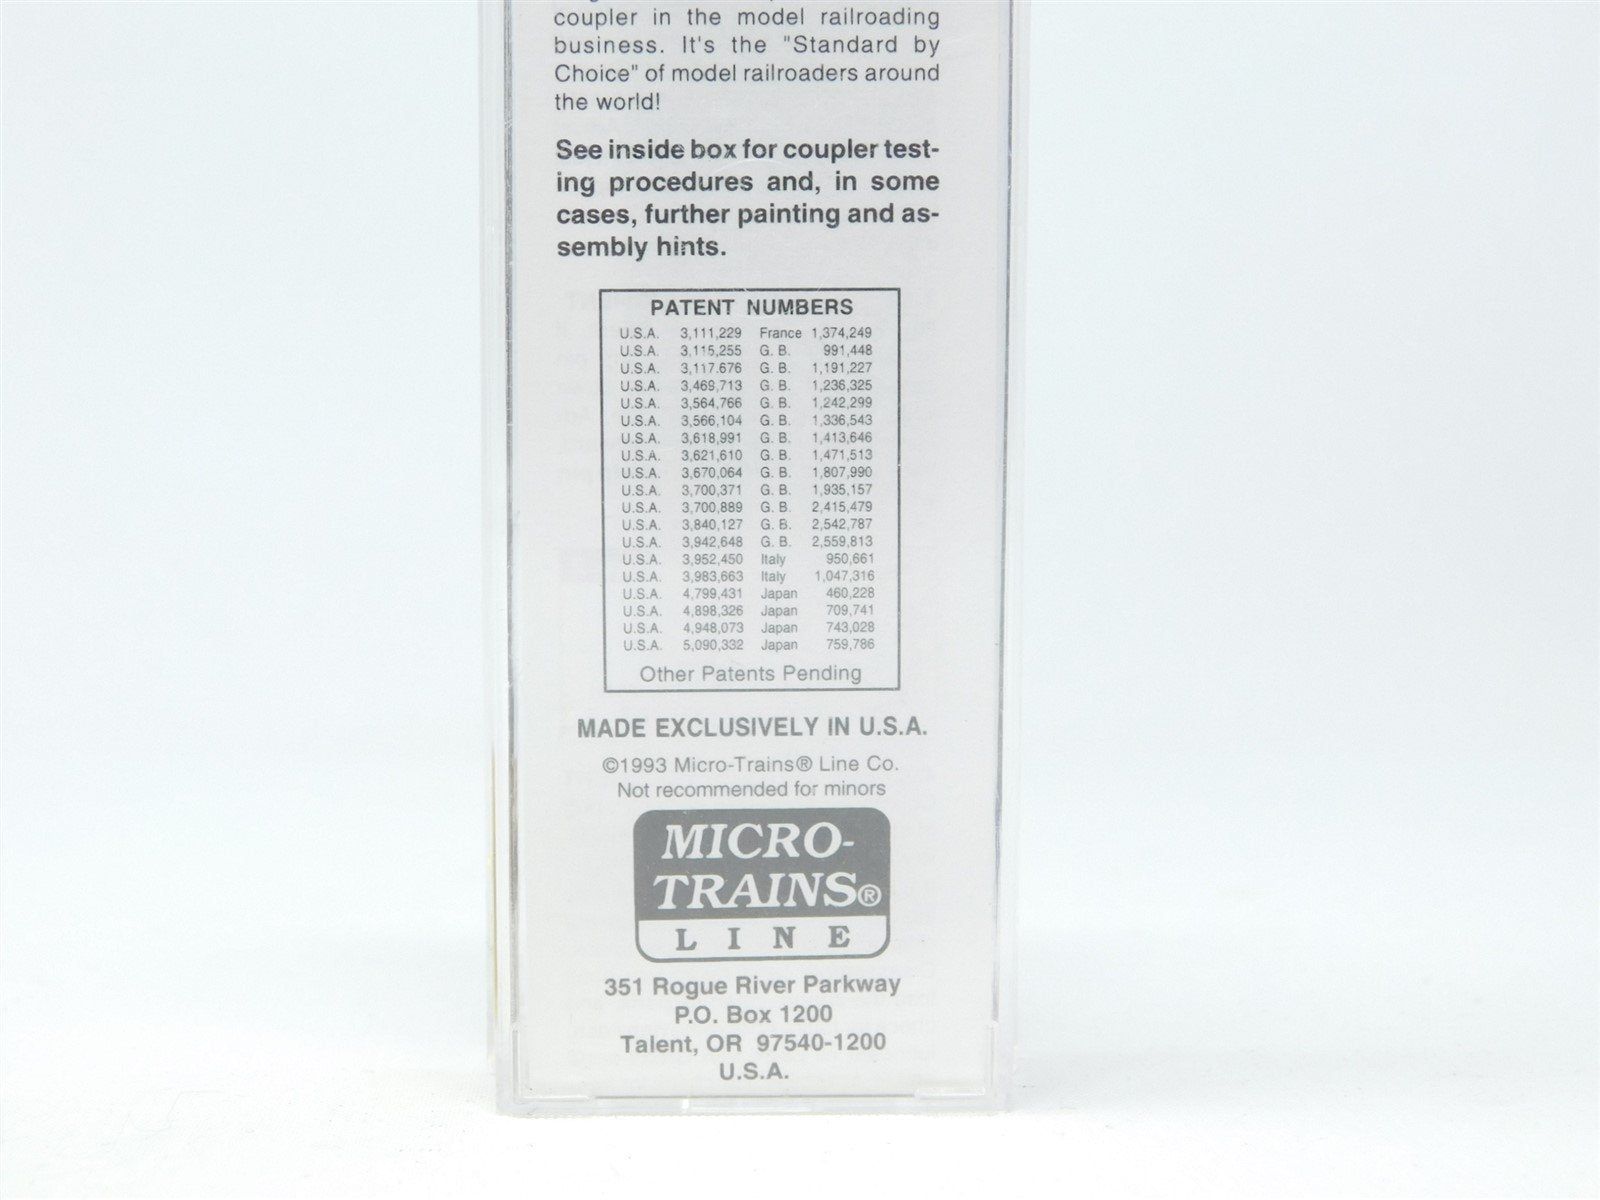 coupler in the model railroading
business. It's the "Standard by
Choice" of model railroaders around
the world!
See inside box for coupler test-
ing procedures and, in some
cases, further painting and as-
sembly hints.
PATENT NUMBERS
U.S.A. 3,111,229 France 1,374,249
U.S.A. 3,115,255 G. B. 991,448
U.S.A. 3,117.676 G. B. 1,191,227
U.S.A. 3,469,713 G. B. 1,236,325
U.S.A. 3,564,766 G. B. 1,242,299
U.S.A. 3,566,104 G. B. 1,336,543
U.S.A. 3,618,991 G. B. 1,413,646
U.S.A. 3,621,610 G. B. 1,471,513
U.S.A. 3,670,064 G. B. 1,807,990
U.S.A. 3,700,371 G. B. 1,935,157
U.S.A. 3,700,889 G. B. 2,415,479
U.S.A. 3,840,127 G. B. 2,542,787
U.S.A. 3,942,648 G. B. 2,559,813
U.S.A. 3,952,450 Italy 950,661
U.S.A. 3,983,663 Italy 1,047,316
U.S.A. 4,799,431 Japan 460,228
U.S.A. 4,898,326 Japan 709,741
U.S.A. 4,948,073 Japan 743,028
U.S.A. 5,090,332 Japan 759,786
Other Patents Pending
MADE EXCLUSIVELY IN U.S.A.
©1993 Micro-Trains® Line Co.
Not recommended for minors
MICRO-
TRAINS®
LINE
351 Rogue River Parkway
P.O. Box 1200
Talent, OR 97540-1200
U.S.A.